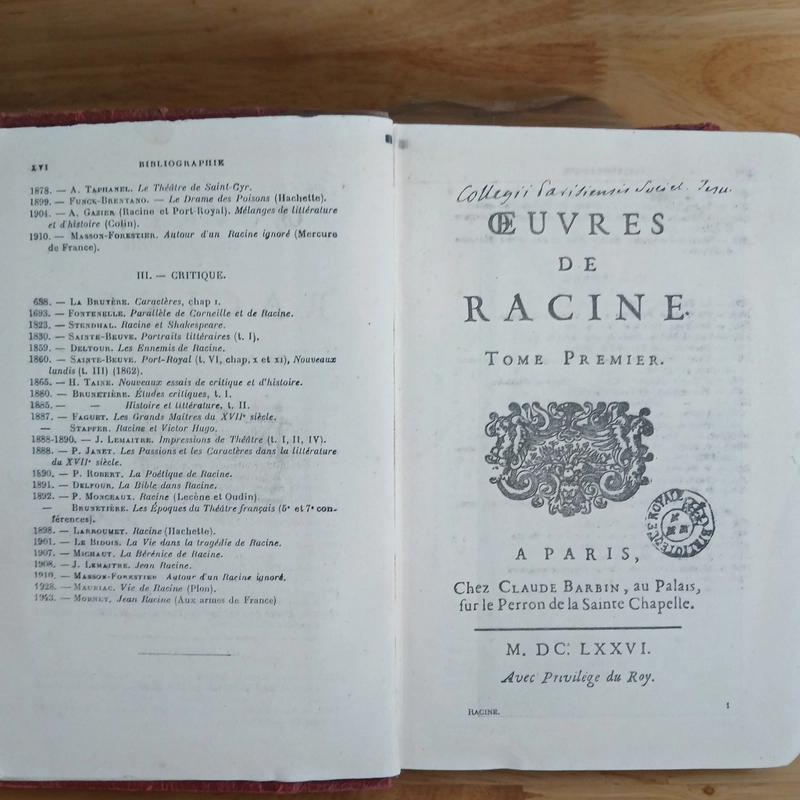 XVI BIBLIOGRAPHIE
1878. — A. TAPHANEL. Le Théâtre de Saint-Cyr.
1899. — FUNCK-BRENTANO. — Le Drame des Poisons (Hachette).
1904. — A. GAZIER (Racine et Port-Royal). Mélanges de littérature
et d'histoire (Colin).
1910. — MASSON-FORESTIER. Autour d'un Racine ignoré (Mercure
de France).
III. — CRITIQUE.
688. — LA BRUYÈRE. Caractères, chap I.
1693. — FONTENELLE. Parallèle de Corneille et de Racine.
1823. — STENDHAL. Racine et Shakespeare.
1830. — SAINTE-BEUVE. Portraits littéraires (t. I).
1859. — DELTOUR. Les Ennemis de Racine.
1860. — SAINTE-BEUVE. Port-Royal (t. VI, chap. X et XI), Nouveaux
lundis (t. III) (1862).
1865. — H. TAINE. Nouveaux essais de critique et d'histoire.
1880. — BRUNETIÈRE. Études critiques, t. I.
1885. — — Histoire et littérature, t. II.
1887. — FAGUET. Les Grands Maîtres du XVIIe siècle.
— STAPFER. Racine et Victor Hugo.
1888-1890. — J. LEMAITRE. Impressions de Théâtre (t. I, II, IV).
1888. — P. JANET. Les Passions et les Caractères dans la littérature
du XVIIe siècle.
1890. — P. ROBERT. La Poétique de Racine.
1891. — DELFOUR. La Bible dans Racine.
1892. — P. MONCEAUX. Racine (Lecène et Oudin).
— BRUNETIÈRE. Les Époques du Théâtre français (5e et 7e con-
férences).
1898. — LARROUMET. Racine (Hachette).
1901. — LE BIDOIS. La Vie dans la tragédie de Racine.
1907. — MICHAUT. La Bérénice de Racine.
1908. — J. LEMAITRE. Jean Racine.
1910. — MASSON-FORESTIER Autour d'un Racine ignoré.
1928. — MAURIAC. Vie de Racine (Plon).
1943. — MORNET. Jean Racine (Aux armes de France)
Collegii Parisiensis Societ. Jesu.
ŒUVRES
DE
RACINE.
TOME PREMIER.
BIBLIOTEQUE ROYALE
A PARIS,
Chez CLAUDE BARBIN, au Palais,
ſur le Perron de la Sainte Chapelle.
M. DC. LXXVI.
Avec Privilège du Roy.
RACINE. 1